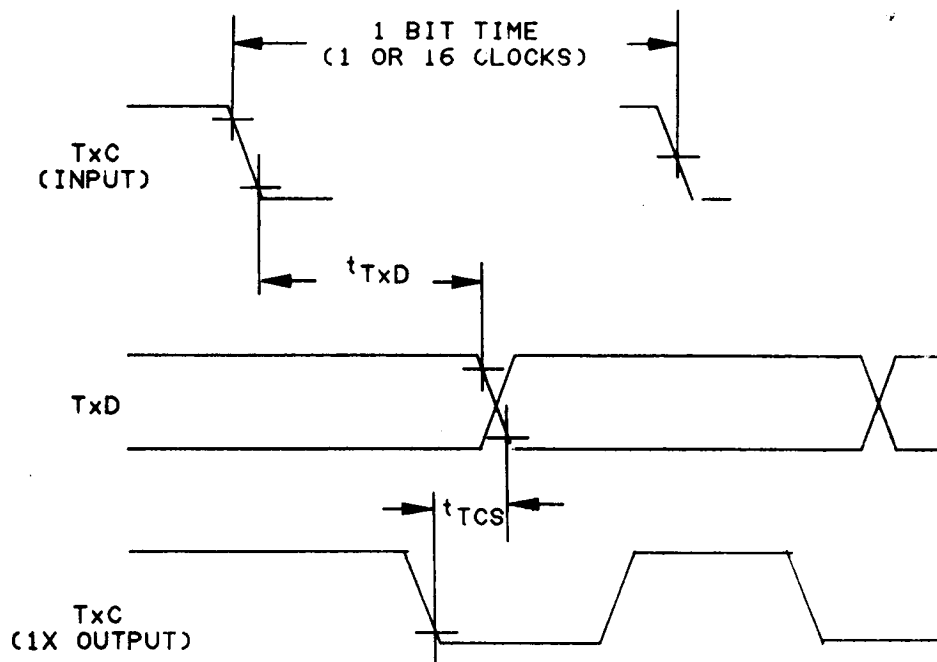 1 BIT TIME
(1 OR 16 CLOCKS)
TxC
(INPUT)
tTxD
TxD
tTCS
TxC
(1X OUTPUT)